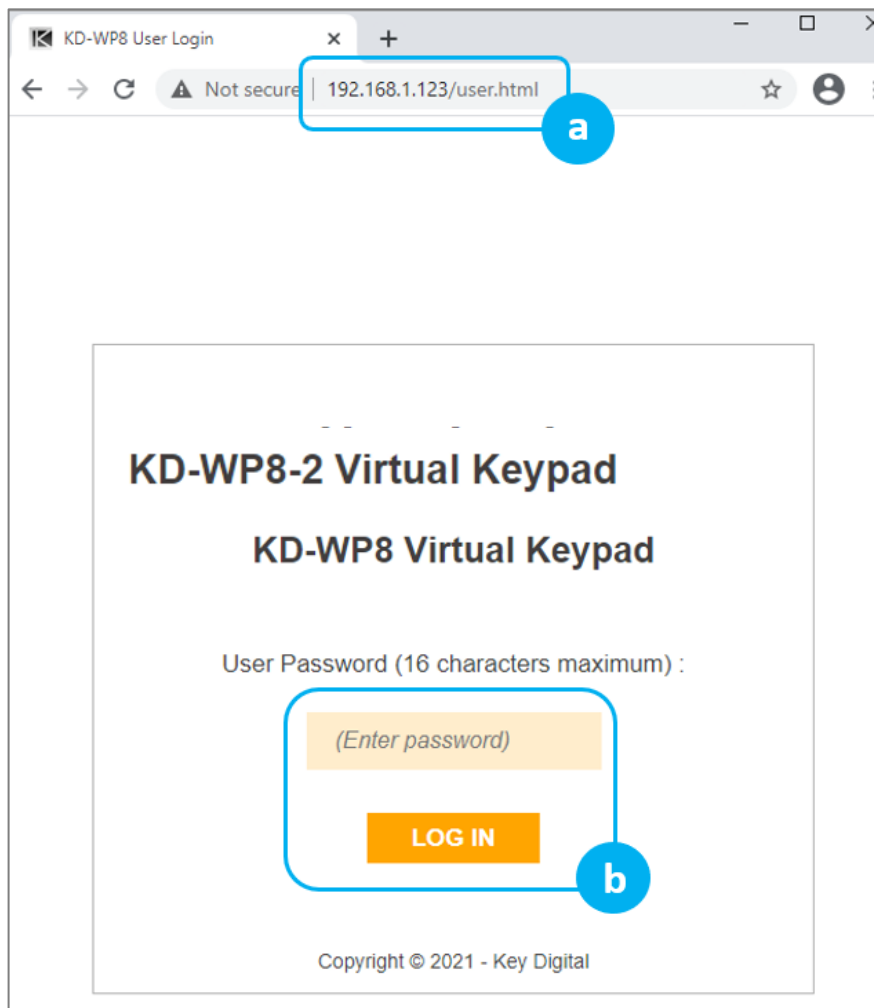 KD-WP8 User Login
Not secure | 192.168.1.123/user.html
a
KD-WP8-2 Virtual Keypad
KD-WP8 Virtual Keypad
User Password (16 characters maximum) :
(Enter password)
LOG IN
b
Copyright © 2021 - Key Digital